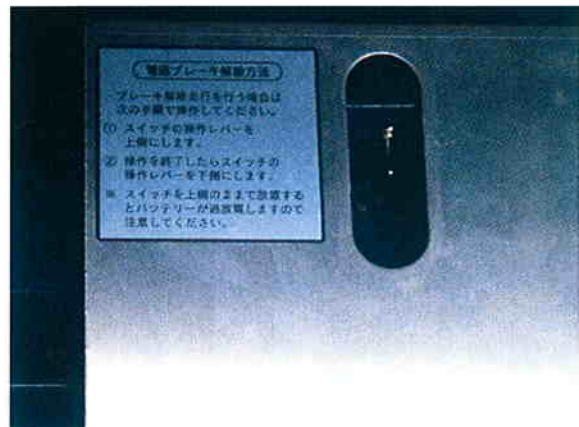 電磁ブレーキ解除方法
ブレーキ解除走行を行う場合は
次の手順で操作してください。
① スイッチの操作レバーを
上側にします。
② 操作を終了したらスイッチの
操作レバーを下側にします。
※ スイッチを上側のままで放置する
とバッテリーが過放電しますので
注意してください。